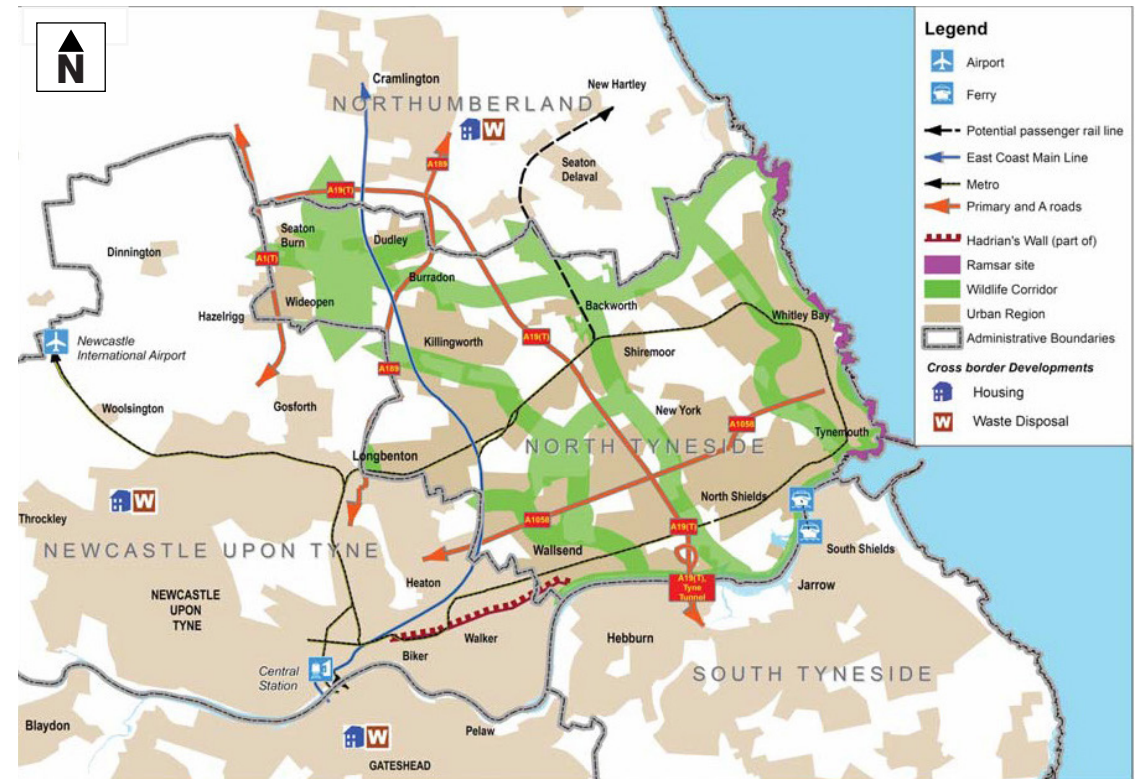 N
Cramlington
NORTHUMBERLAND
New Hartley
A189
Seaton
Delaval
A19(T)
Seaton
Burn
Dudley
Dinnington
A1(T)
Burradon
Wideopen
Backworth
Hazelrigg
Whitley Bay
Newcastle
International Airport
Killingworth
A19(T)
Shiremoor
A189
Woolsington
Gosforth
New York
A1058
Tynemouth
NORTH TYNESIDE
Longbenton
North Shields
Throckley
A1058
A19(T)
NEWCASTLE UPON TYNE
Wallsend
South Shields
Heaton
A19(T),
Tyne
Tunnel
Jarrow
NEWCASTLE
UPON
TYNE
Walker
Hebburn
Biker
Central
Station
SOUTH TYNESIDE
Blaydon
Pelaw
GATESHEAD
W
W
W
Legend
Airport
Ferry
Potential passenger rail line
East Coast Main Line
Metro
Primary and A roads
Hadrian's Wall (part of)
Ramsar site
Wildlife Corridor
Urban Region
Administrative Boundaries
Cross border Developments
Housing
W Waste Disposal